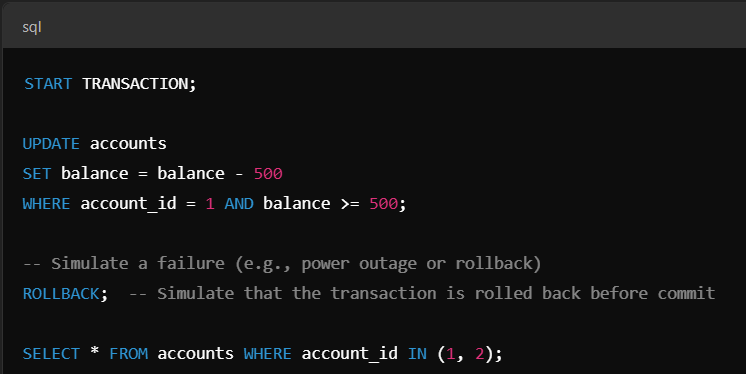 sql
START TRANSACTION;
UPDATE accounts
SET balance = balance - 500
WHERE account_id = 1 AND balance >= 500;
-- Simulate a failure (e.g., power outage or rollback)
ROLLBACK;  -- Simulate that the transaction is rolled back before commit
SELECT * FROM accounts WHERE account_id IN (1, 2);